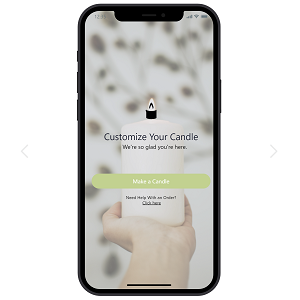 Customize Your Candle
We're so glad you're here.
Make a Candle
Need Help With an Order?
Click here